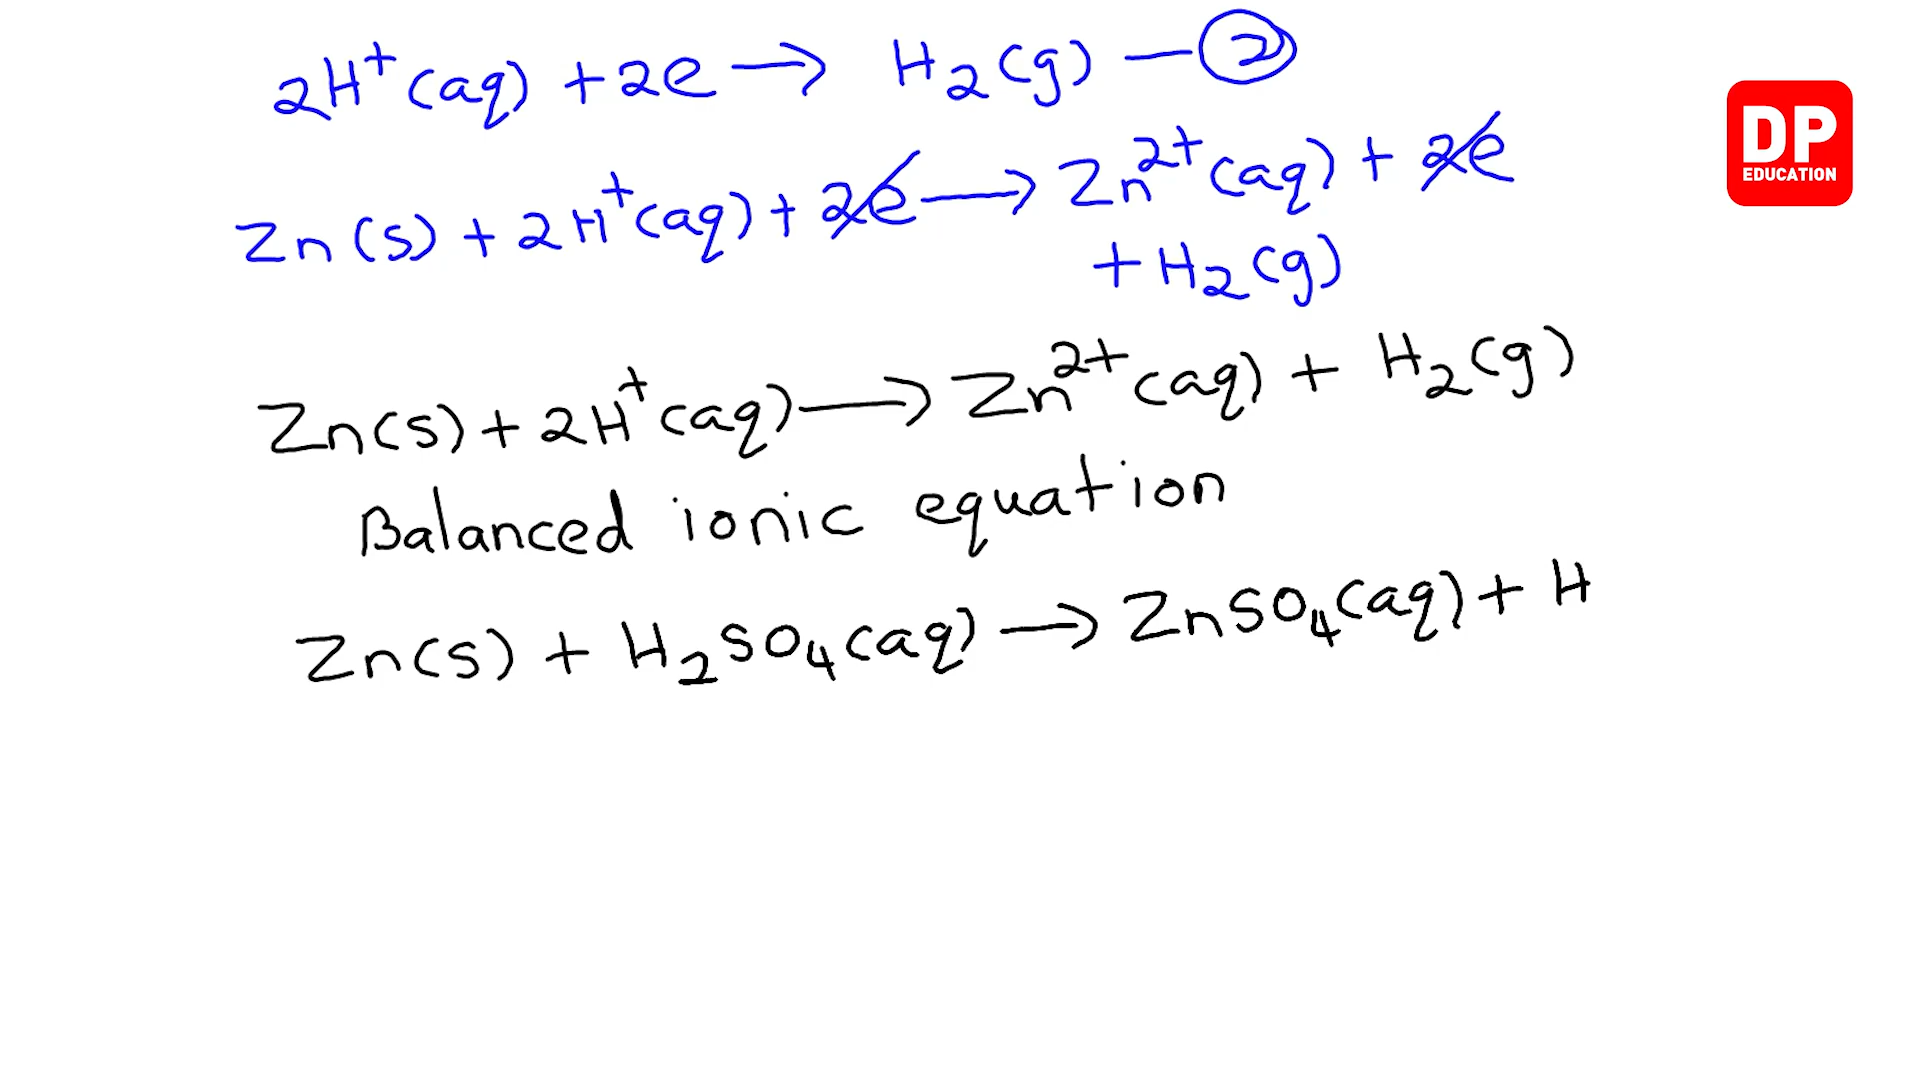 2H⁺(aq) + 2e → H₂(g) — ②
Zn(s) + 2H⁺(aq) + 2e → Zn²⁺(aq) + 2e
+ H₂(g)
Zn(s) + 2H⁺(aq) → Zn²⁺(aq) + H₂(g)
Balanced ionic equation
Zn(s) + H₂SO₄(aq) → ZnSO₄(aq) + H
DP
EDUCATION